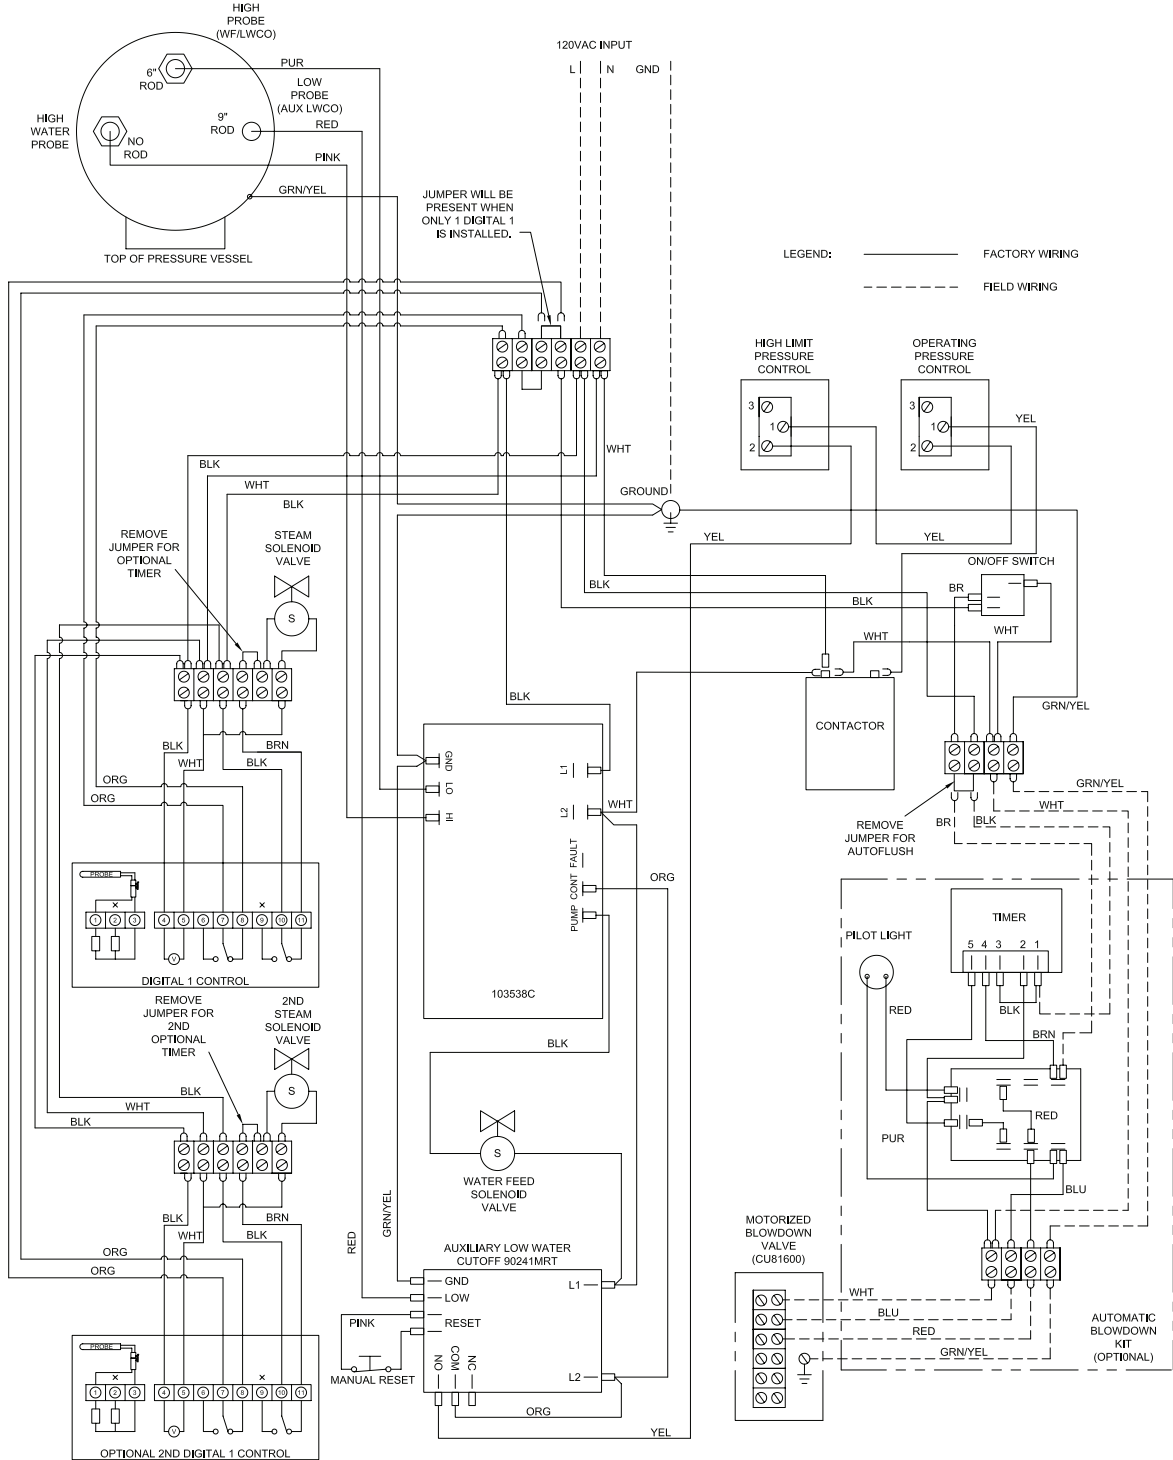 HIGH
PROBE
(WF/LWCO)
6"
ROD
PUR
LOW
PROBE
(AUX LWCO)
9"
ROD
RED
HIGH
WATER
PROBE
NO
ROD
PINK
GRN/YEL
TOP OF PRESSURE VESSEL
120VAC INPUT
L
N
GND
JUMPER WILL BE
PRESENT WHEN
ONLY 1 DIGITAL 1
IS INSTALLED.
LEGEND:
FACTORY WIRING
FIELD WIRING
HIGH LIMIT
PRESSURE
CONTROL
3
1
2
OPERATING
PRESSURE
CONTROL
3
1
2
YEL
WHT
BLK
WHT
BLK
GROUND
YEL
YEL
REMOVE
JUMPER FOR
OPTIONAL
TIMER
STEAM
SOLENOID
VALVE
S
ON/OFF SWITCH
BLK
BLK
BR
WHT
WHT
BLK
GRN/YEL
CONTACTOR
BLK
WHT
BLK
BRN
ORG
ORG
GND
LO
HI
L1
L2
WHT
PUMP CONT FAULT
ORG
103538C
GRN/YEL
WHT
BR
BLK
REMOVE
JUMPER FOR
AUTOFLUSH
PROBE
1 2 3 4 5 6 7 8 9 10 11
V
DIGITAL 1 CONTROL
TIMER
5 4 3 2 1
PILOT LIGHT
RED
BLK
BRN
RED
PUR
BLU
REMOVE
JUMPER FOR
2ND
OPTIONAL
TIMER
2ND
STEAM
SOLENOID
VALVE
S
BLK
BLK
WHT
BLK
S
WATER FEED
SOLENOID
VALVE
BLK
WHT
BLK
BRN
ORG
ORG
RED
GRN/YEL
AUXILIARY LOW WATER
CUTOFF 90241MRT
GND
LOW
RESET
L1
L2
NO
COM
NC
PINK
MANUAL RESET
ORG
YEL
MOTORIZED
BLOWDOWN
VALVE
(CU81600)
WHT
BLU
RED
GRN/YEL
AUTOMATIC
BLOWDOWN
KIT
(OPTIONAL)
PROBE
1 2 3 4 5 6 7 8 9 10 11
V
OPTIONAL 2ND DIGITAL 1 CONTROL